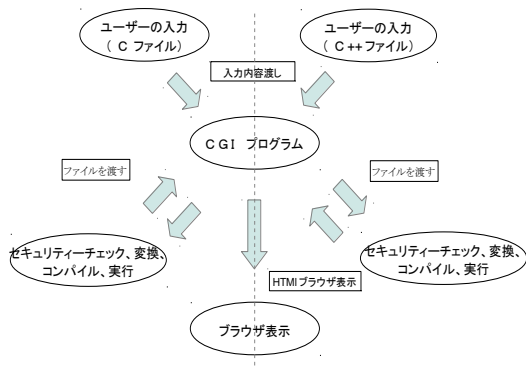 ユーザーの入力
( C ファイル)
ユーザーの入力
( C ++ファイル)
入力内容渡し
CGI プログラム
ファイルを渡す
ファイルを渡す
セキュリティーチェック、変換、
コンパイル、実行
セキュリティーチェック、変換、
コンパイル、実行
HTMlブラウザ表示
ブラウザ表示